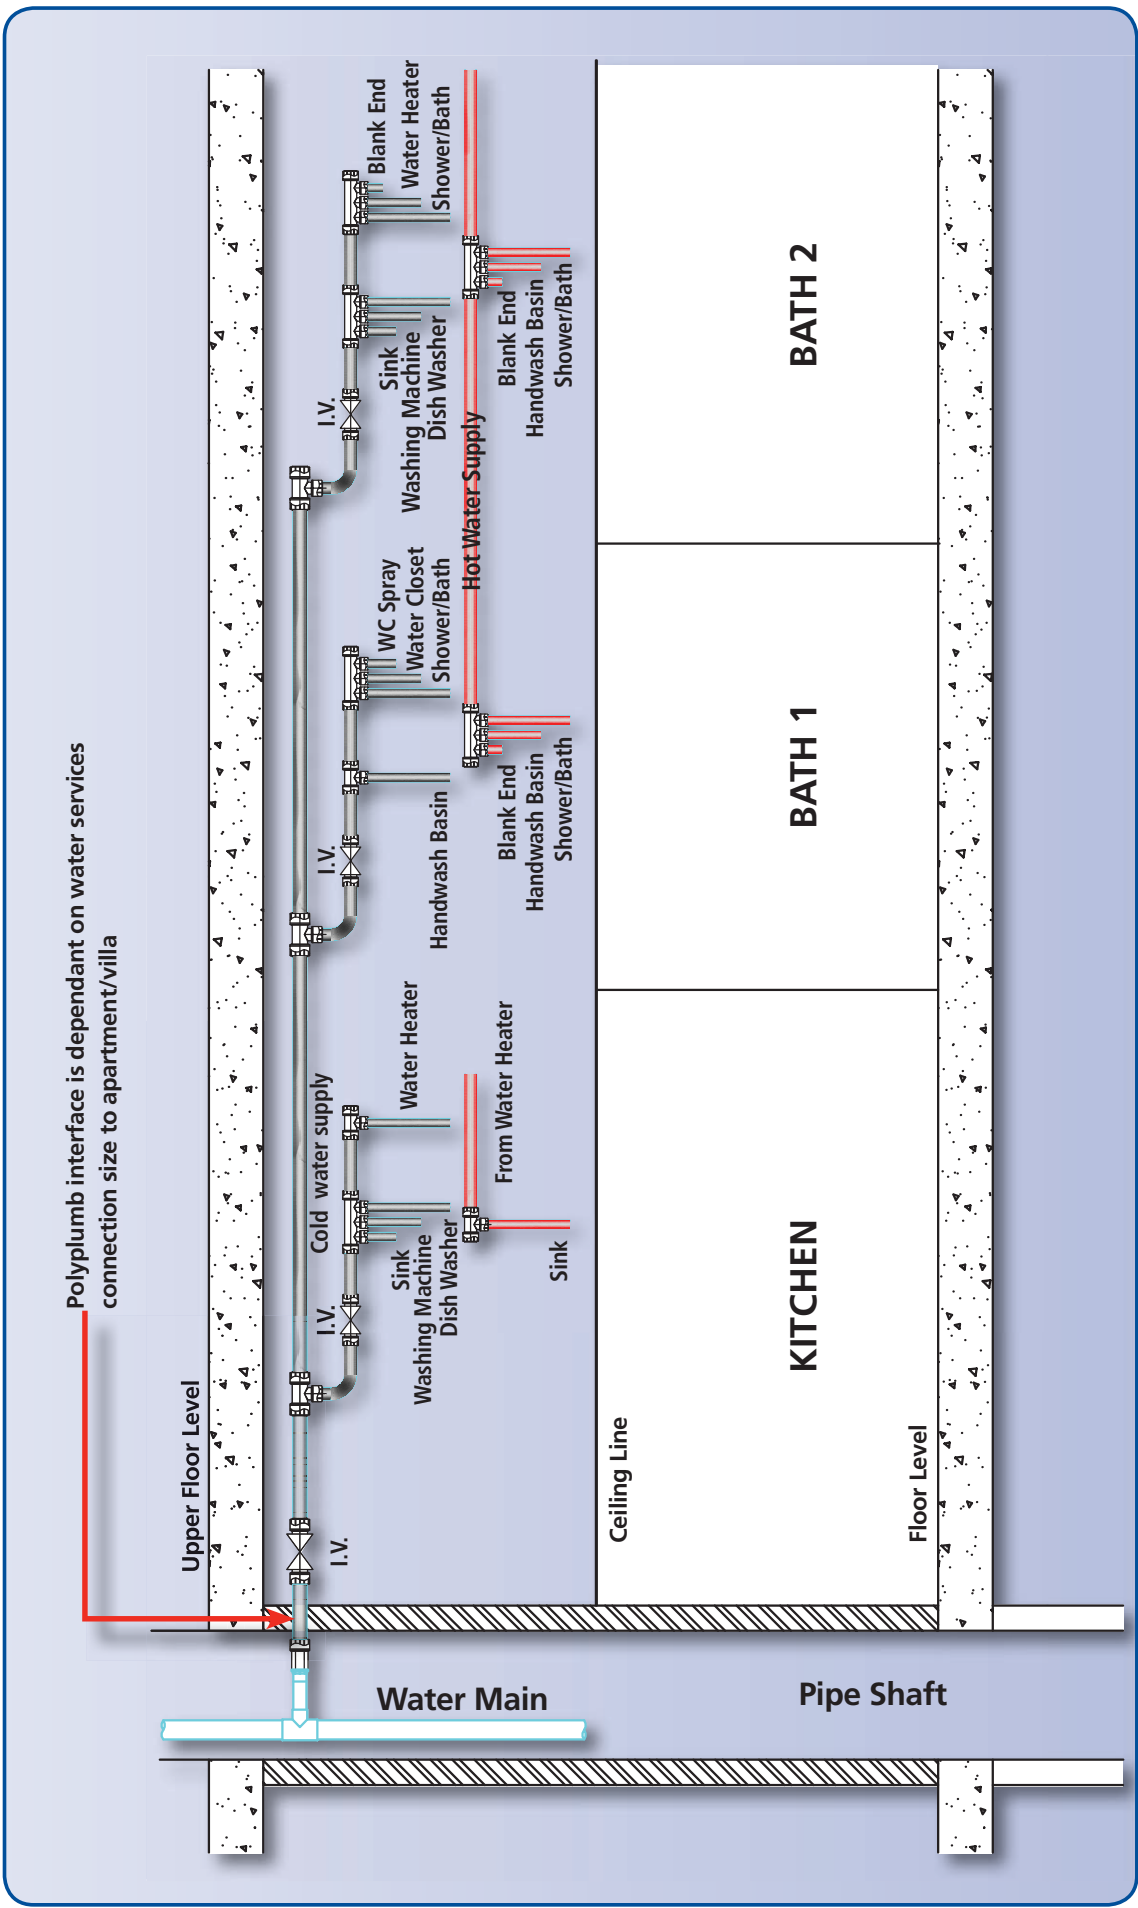 Polyplumb interface is dependant on water services
connection size to apartment/villa
Upper Floor Level
I.V.
I.V.
Cold water supply
Sink
Washing Machine
Dish Washer
Water Heater
From Water Heater
Sink
I.V.
Handwash Basin
WC Spray
Water Closet
Shower/Bath
Blank End
Handwash Basin
Shower/Bath
Hot Water Supply
I.V.
Sink
Washing Machine
Dish Washer
Blank End
Water Heater
Shower/Bath
Blank End
Handwash Basin
Shower/Bath
Ceiling Line
KITCHEN
BATH 1
BATH 2
Floor Level
Water Main
Pipe Shaft